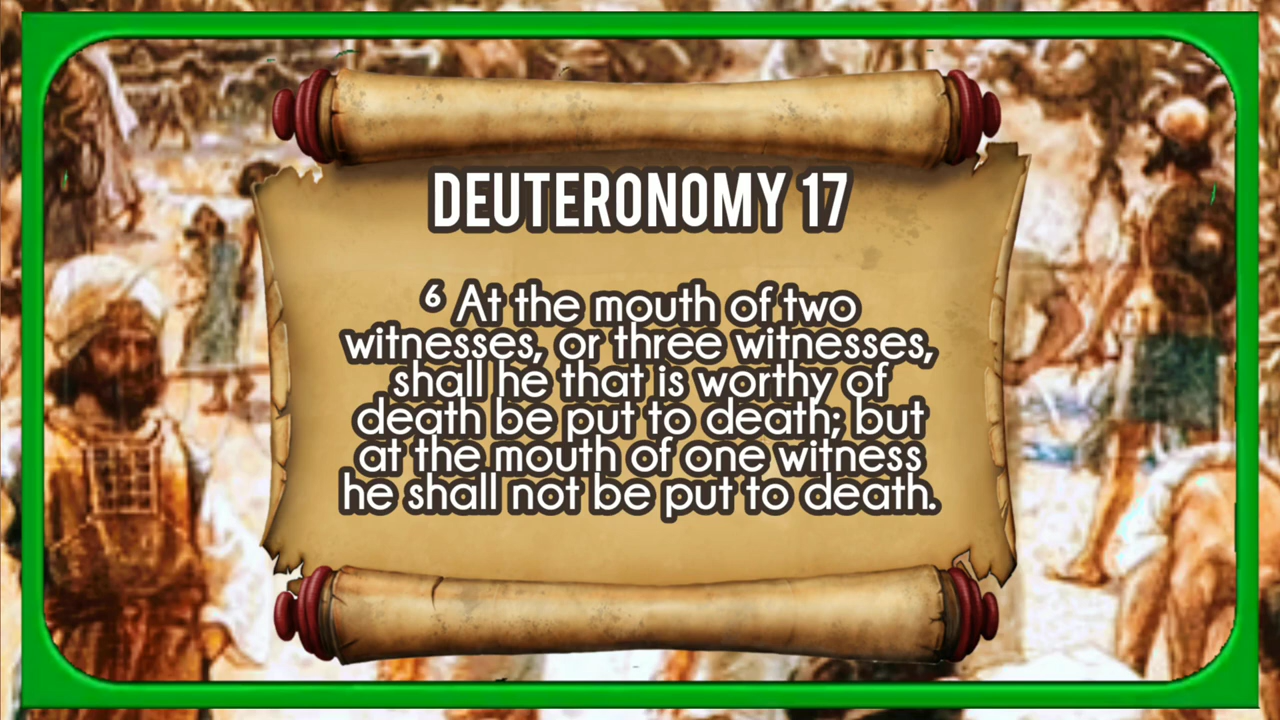 DEUTERONOMY 17
⁶ At the mouth of two
witnesses, or three witnesses,
shall he that is worthy of
death be put to death; but
at the mouth of one witness
he shall not be put to death.